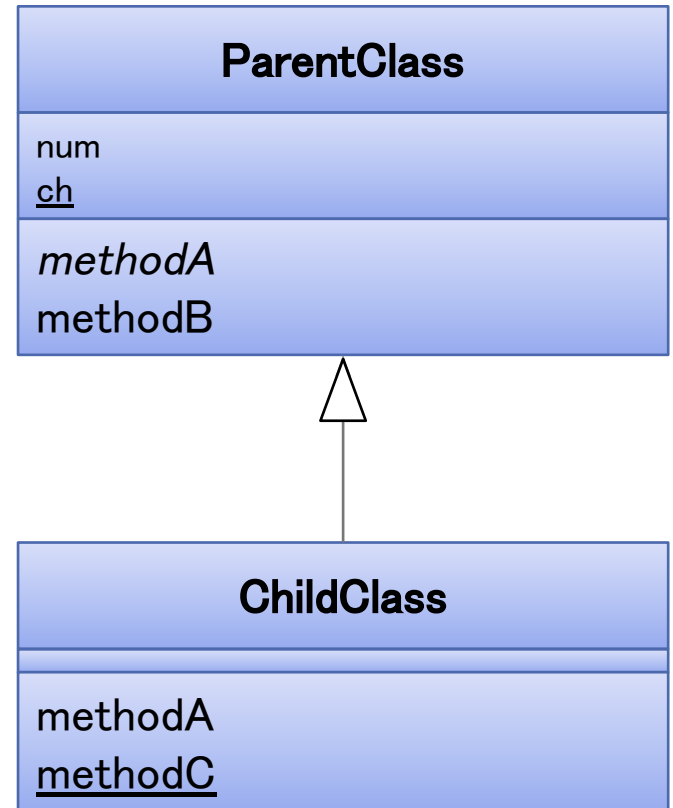 ParentClass
num
ch
methodA
methodB
ChildClass
methodA
methodC